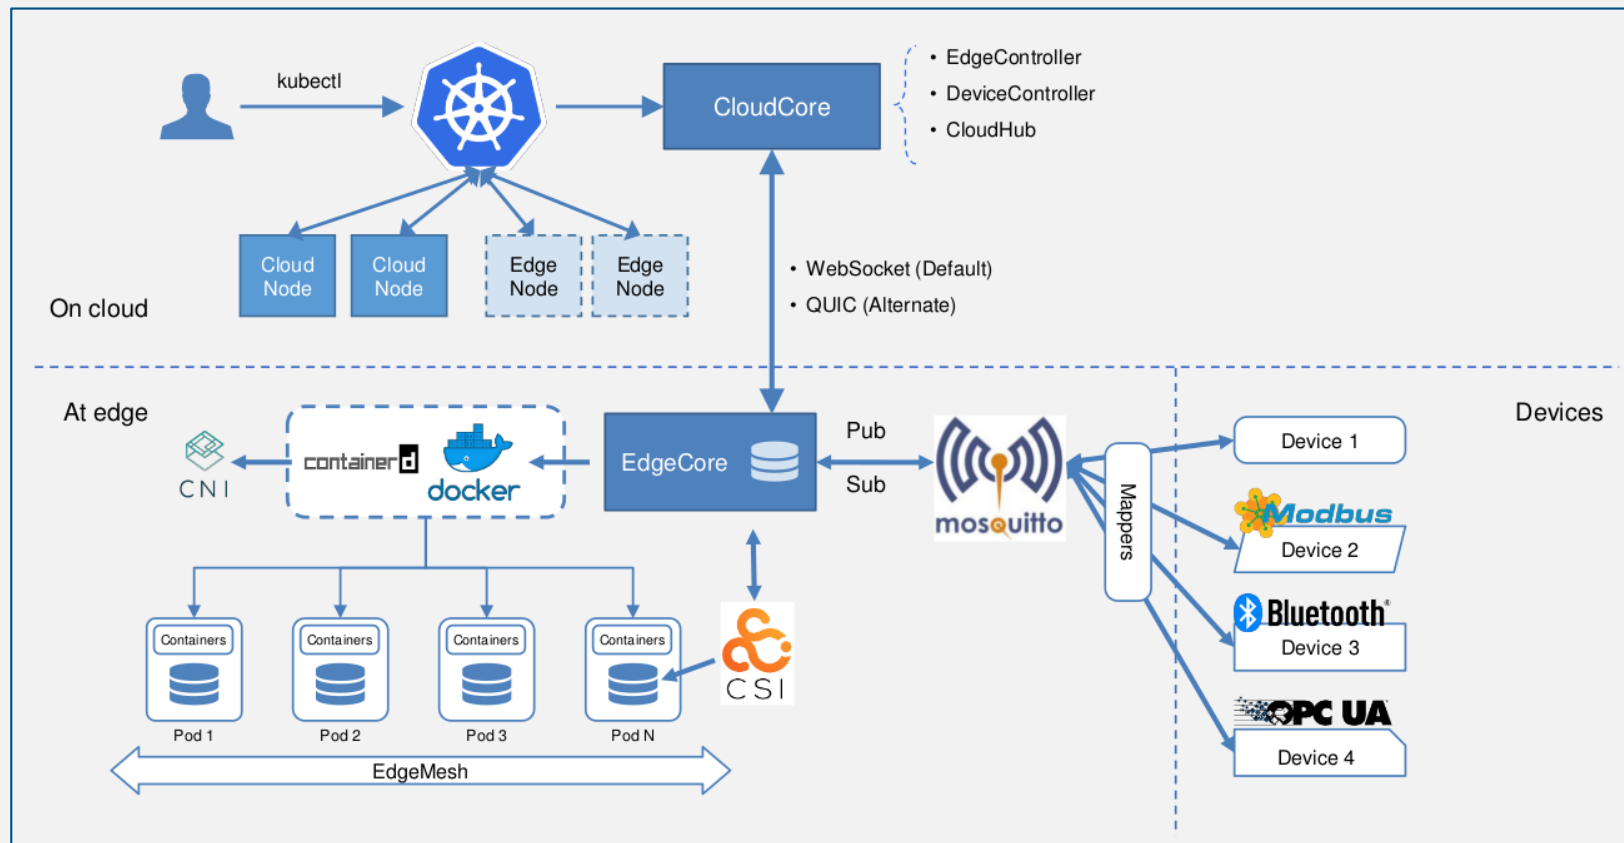 kubectl
CloudCore
• EdgeController
• DeviceController
• CloudHub
Cloud
Node
Cloud
Node
Edge
Node
Edge
Node
• WebSocket (Default)
• QUIC (Alternate)
On cloud
At edge
Devices
CNI
containerd
docker
EdgeCore
Pub
Sub
mosquitto
Mappers
Device 1
Modbus
Device 2
Bluetooth®
Device 3
OPC UA
Device 4
Containers
Containers
Containers
Containers
CSI
Pod 1
Pod 2
Pod 3
Pod N
EdgeMesh